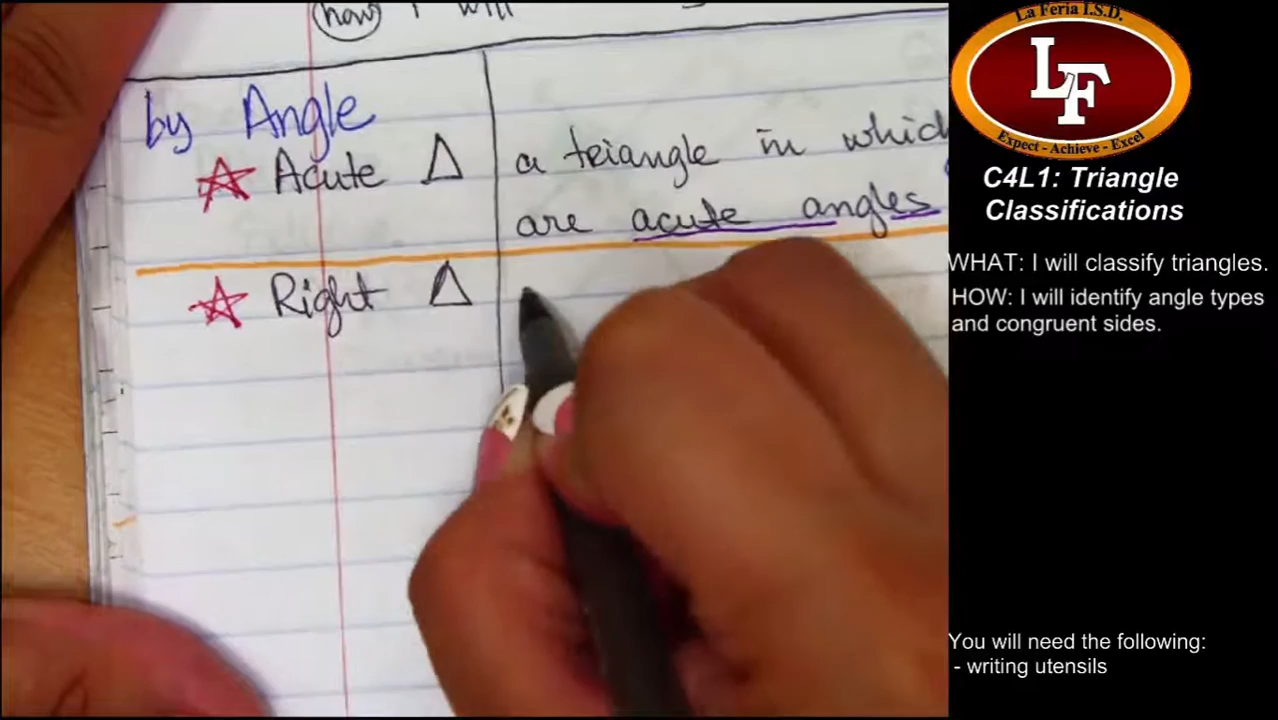 how I will
by Angle
Acute Δ
a triangle in which
are acute angles
Right Δ
La Feria I.S.D.
LF
Expect - Achieve - Excel
C4L1: Triangle
Classifications
WHAT: I will classify triangles.
HOW: I will identify angle types
and congruent sides.
You will need the following:
- writing utensils